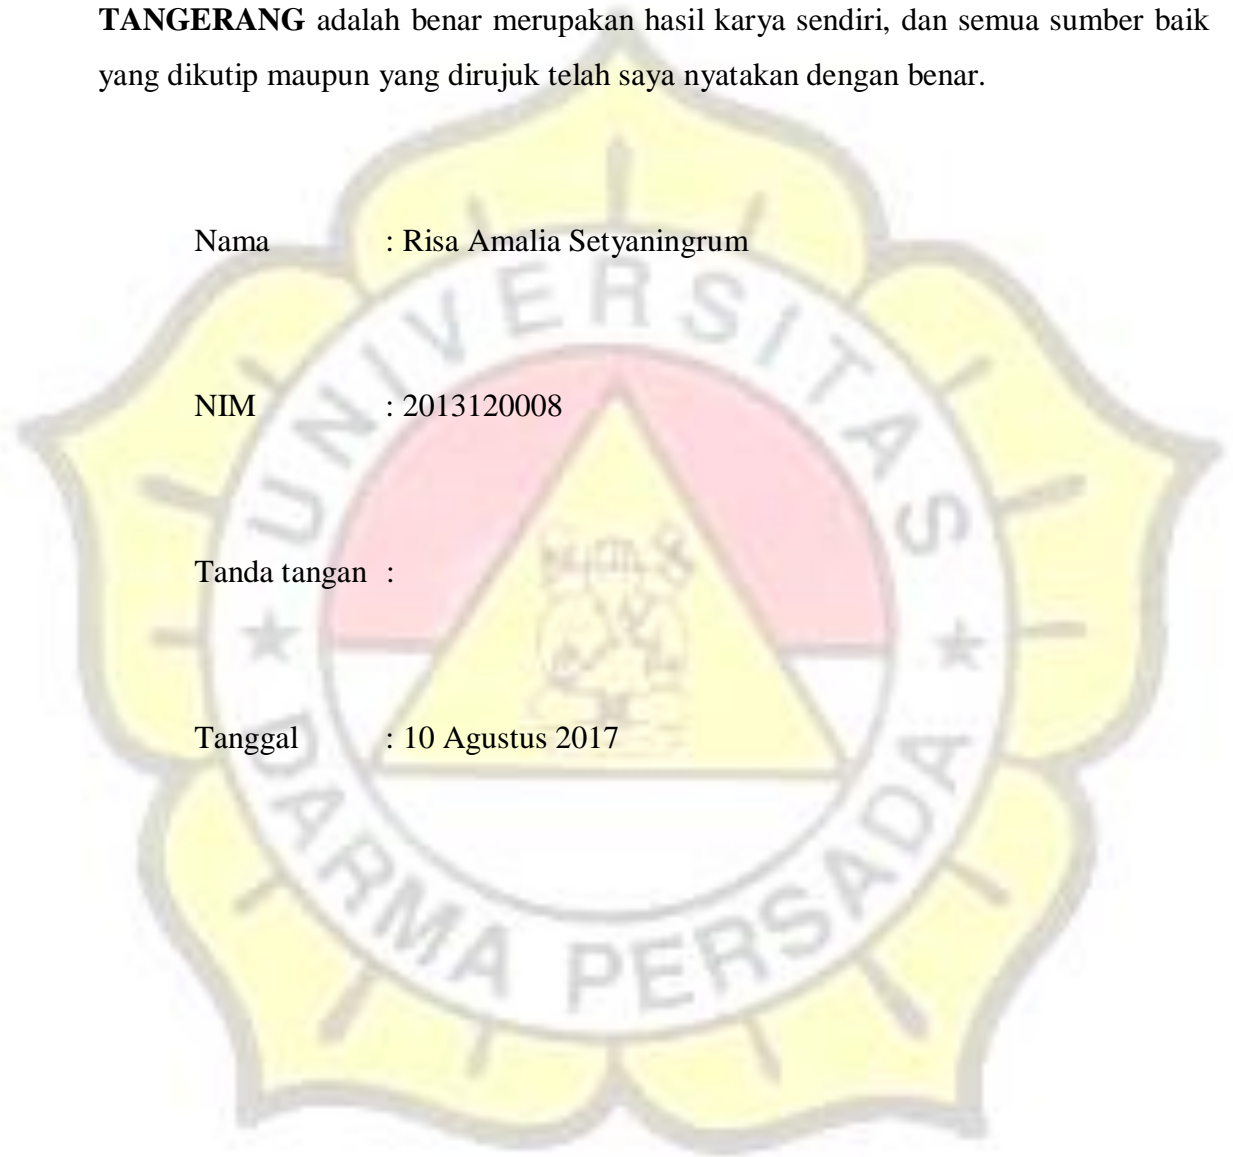 TANGERANG adalah benar merupakan hasil karya sendiri, dan semua sumber baik
yang dikutip maupun yang dirujuk telah saya nyatakan dengan benar.
Nama : Risa Amalia Setyaningrum
NIM : 2013120008
Tanda tangan :
Tanggal : 10 Agustus 2017
UNIVERSITAS
DARMA PERSADA